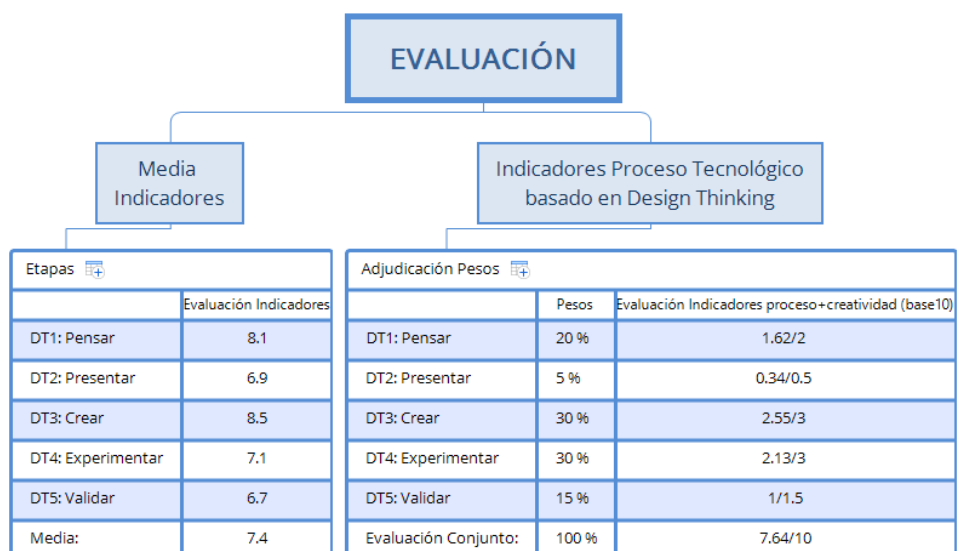 EVALUACIÓN
Media
Indicadores
Indicadores Proceso Tecnológico
basado en Design Thinking
Etapas
Evaluación Indicadores
DT1: Pensar 8.1
DT2: Presentar 6.9
DT3: Crear 8.5
DT4: Experimentar 7.1
DT5: Validar 6.7
Media: 7.4
Adjudicación Pesos
Pesos Evaluación Indicadores proceso+creatividad (base10)
DT1: Pensar 20 % 1.62/2
DT2: Presentar 5 % 0.34/0.5
DT3: Crear 30 % 2.55/3
DT4: Experimentar 30 % 2.13/3
DT5: Validar 15 % 1/1.5
Evaluación Conjunto: 100 % 7.64/10